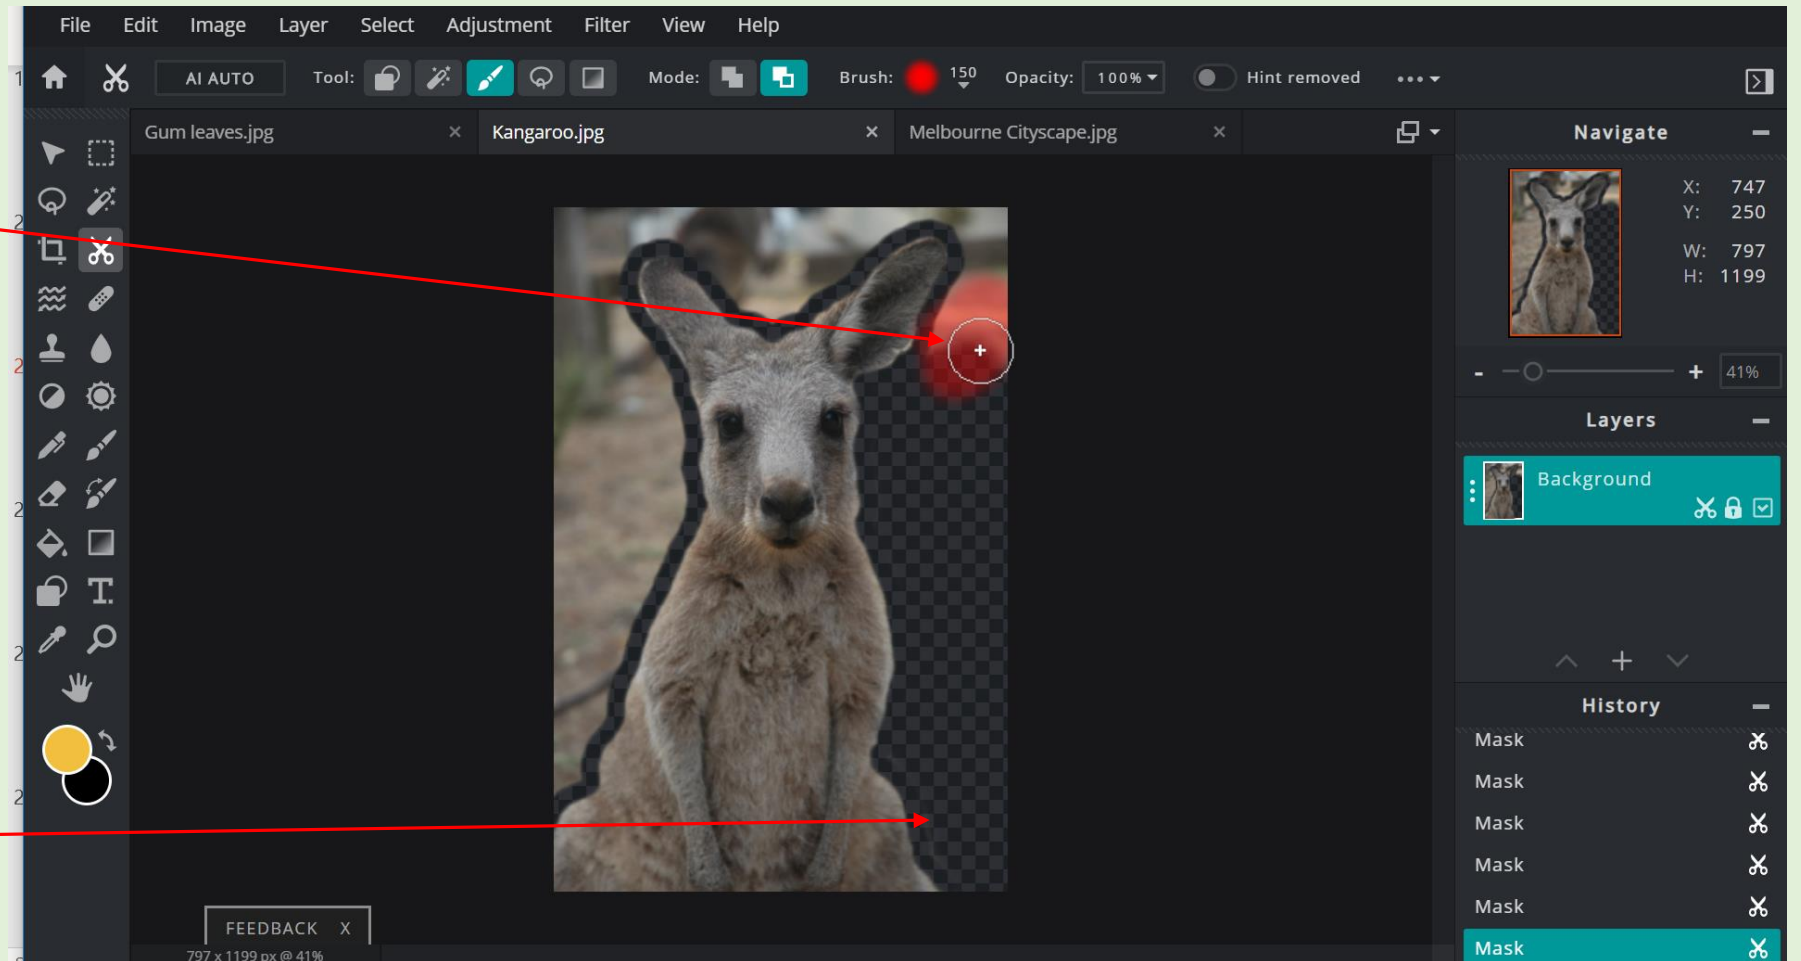 File Edit Image Layer Select Adjustment Filter View Help
AI AUTO Tool: Mode: Brush: 150 Opacity: 100% Hint removed
Gum leaves.jpg × Kangaroo.jpg × Melbourne Cityscape.jpg ×
Navigate
X: 747
Y: 250
W: 797
H: 1199
- + 41%
Layers
Background
History
Mask
Mask
Mask
Mask
Mask
Mask
FEEDBACK X
797 x 1199 px @ 41%